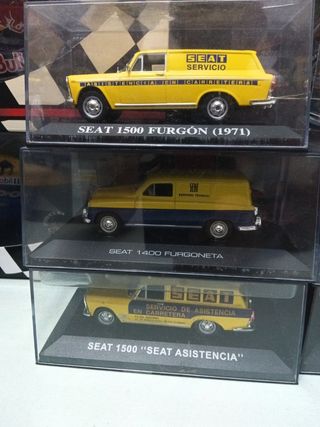 SEAT
SERVICIO
ASISTENCIA EN CARRETERA
SEAT 1500 FURGÓN (1971)
SEAT 1400 FURGONETA
SEAT
SERVICIO DE ASISTENCIA
EN CARRETERA
SEAT 1500 "SEAT ASISTENCIA"